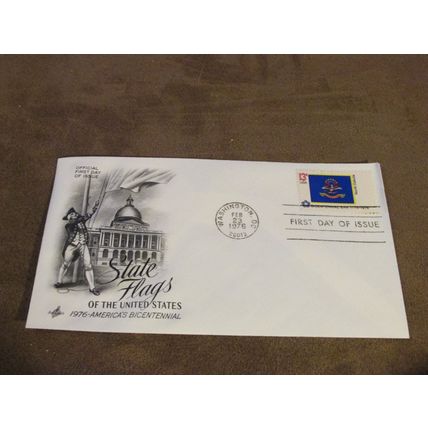 OFFICIAL
FIRST DAY
OF ISSUE
State
Flags
OF THE UNITED STATES
1976-AMERICA'S BICENTENNIAL
WASHINGTON, DC
FEB
23
1976
20013
13c
FIRST DAY OF ISSUE